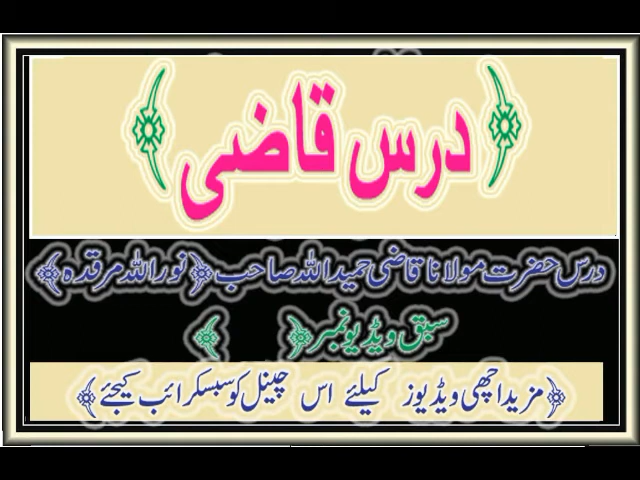 ﴿درس قاضی﴾
درس حضرت مولانا قاضی حمید اللہ صاحب ﴿نور اللہ مرقدہ﴾
سبق ویڈیو نمبر﴿ ﴾
﴿مزید اچھی ویڈیوز کیلئے اس چینل کو سبسکرائب کیجئے﴾